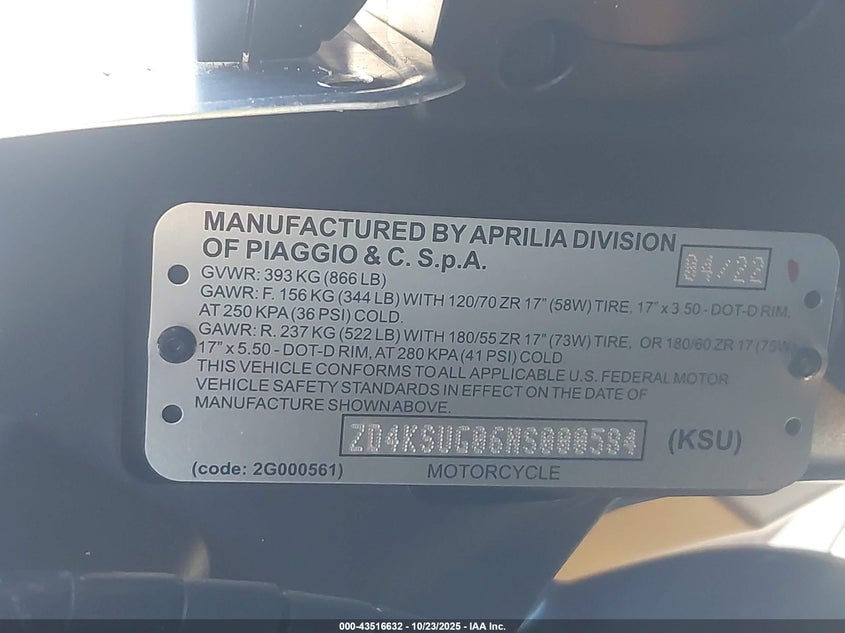 MANUFACTURED BY APRILIA DIVISION
OF PIAGGIO & C. S.p.A.
04/22
GVWR: 393 KG (866 LB)
GAWR: F. 156 KG (344 LB) WITH 120/70 ZR 17" (58W) TIRE, 17" x 3.50 - DOT-D RIM,
AT 250 KPA (36 PSI) COLD.
GAWR: R. 237 KG (522 LB) WITH 180/55 ZR 17" (73W) TIRE, OR 180/60 ZR 17 (75W)
17" x 5.50 - DOT-D RIM, AT 280 KPA (41 PSI) COLD
THIS VEHICLE CONFORMS TO ALL APPLICABLE U.S. FEDERAL MOTOR
VEHICLE SAFETY STANDARDS IN EFFECT ON THE DATE OF
MANUFACTURE SHOWN ABOVE.
ZD4KSUG06NS000584 (KSU)
(code: 2G000561) MOTORCYCLE
000-43516632 - 10/23/2025 - IAA Inc.